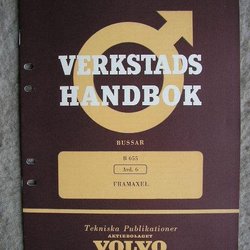 VERKSTADS
HANDBOK
BUSSAR
B 655
Avd. 6
FRAMAXEL
Tekniska Publikationer
AKTIEBOLAGET
VOLVO